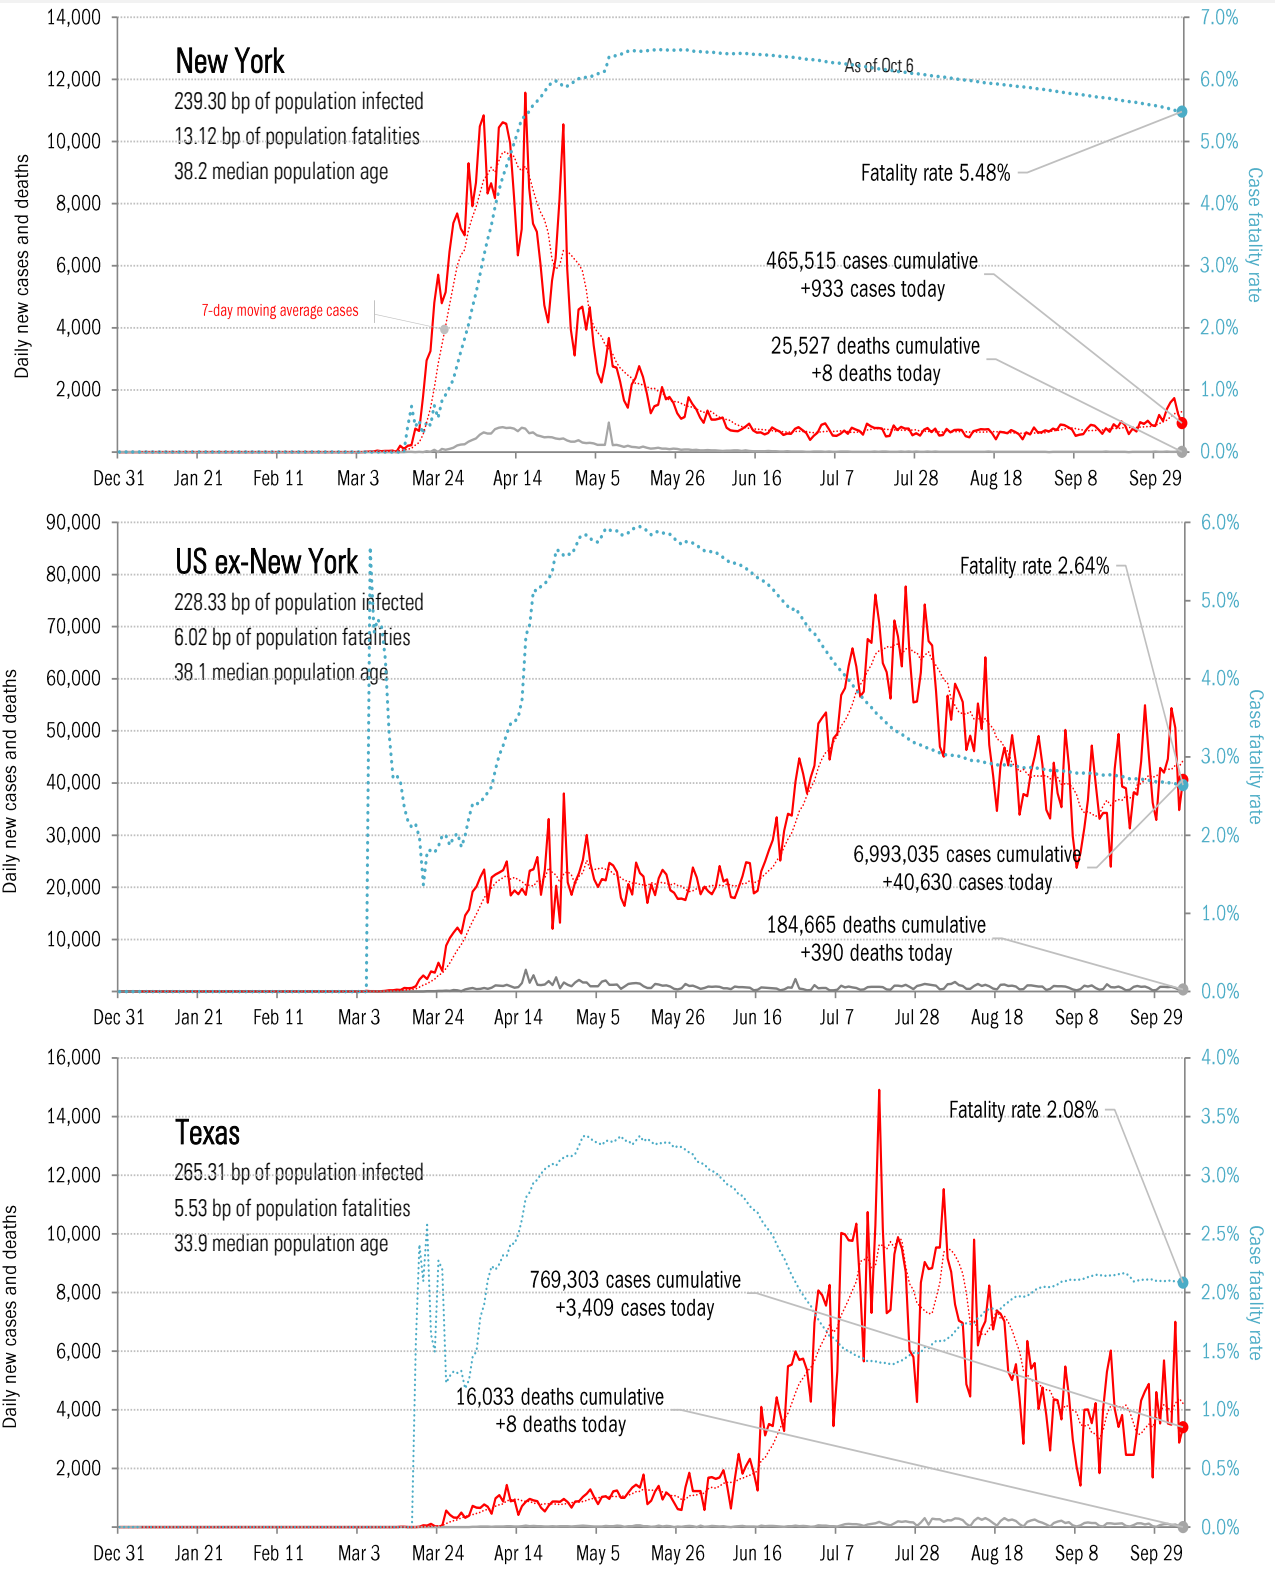 14,000
12,000
10,000
8,000
6,000
4,000
2,000
7.0%
6.0%
5.0%
4.0%
3.0%
2.0%
1.0%
0.0%
Daily new cases and deaths
Case fatality rate
New York
239.30 bp of population infected
13.12 bp of population fatalities
38.2 median population age
As of Oct 6
Fatality rate 5.48%
465,515 cases cumulative
+933 cases today
7-day moving average cases
25,527 deaths cumulative
+8 deaths today
Dec 31 Jan 21 Feb 11 Mar 3 Mar 24 Apr 14 May 5 May 26 Jun 16 Jul 7 Jul 28 Aug 18 Sep 8 Sep 29
90,000
80,000
70,000
60,000
50,000
40,000
30,000
20,000
10,000
6.0%
5.0%
4.0%
3.0%
2.0%
1.0%
0.0%
Daily new cases and deaths
Case fatality rate
US ex-New York
228.33 bp of population infected
6.02 bp of population fatalities
38.1 median population age
Fatality rate 2.64%
6,993,035 cases cumulative
+40,630 cases today
184,665 deaths cumulative
+390 deaths today
Dec 31 Jan 21 Feb 11 Mar 3 Mar 24 Apr 14 May 5 May 26 Jun 16 Jul 7 Jul 28 Aug 18 Sep 8 Sep 29
16,000
14,000
12,000
10,000
8,000
6,000
4,000
2,000
4.0%
3.5%
3.0%
2.5%
2.0%
1.5%
1.0%
0.5%
0.0%
Daily new cases and deaths
Case fatality rate
Texas
265.31 bp of population infected
5.53 bp of population fatalities
33.9 median population age
Fatality rate 2.08%
769,303 cases cumulative
+3,409 cases today
16,033 deaths cumulative
+8 deaths today
Dec 31 Jan 21 Feb 11 Mar 3 Mar 24 Apr 14 May 5 May 26 Jun 16 Jul 7 Jul 28 Aug 18 Sep 8 Sep 29